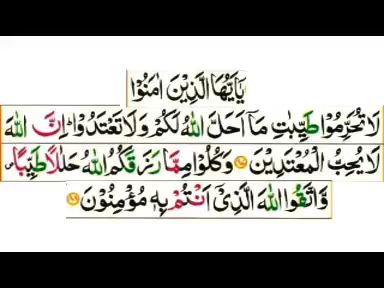 يٰٓاَيُّهَا الَّذِيْنَ اٰمَنُوْا
لَا تُحَرِّمُوْا طَيِّبٰتِ مَاۤ اَحَلَّ اللّٰهُ لَكُمْ وَلَا تَعْتَدُوْا ؕ اِنَّ اللّٰهَ
لَا يُحِبُّ الْمُعْتَدِيْنَ ۝ وَكُلُوْا مِمَّا رَزَقَكُمُ اللّٰهُ حَلٰلًا طَيِّبًا
وَّاتَّقُوا اللّٰهَ الَّذِيْۤ اَنْتُمْ بِهٖ مُؤْمِنُوْنَ